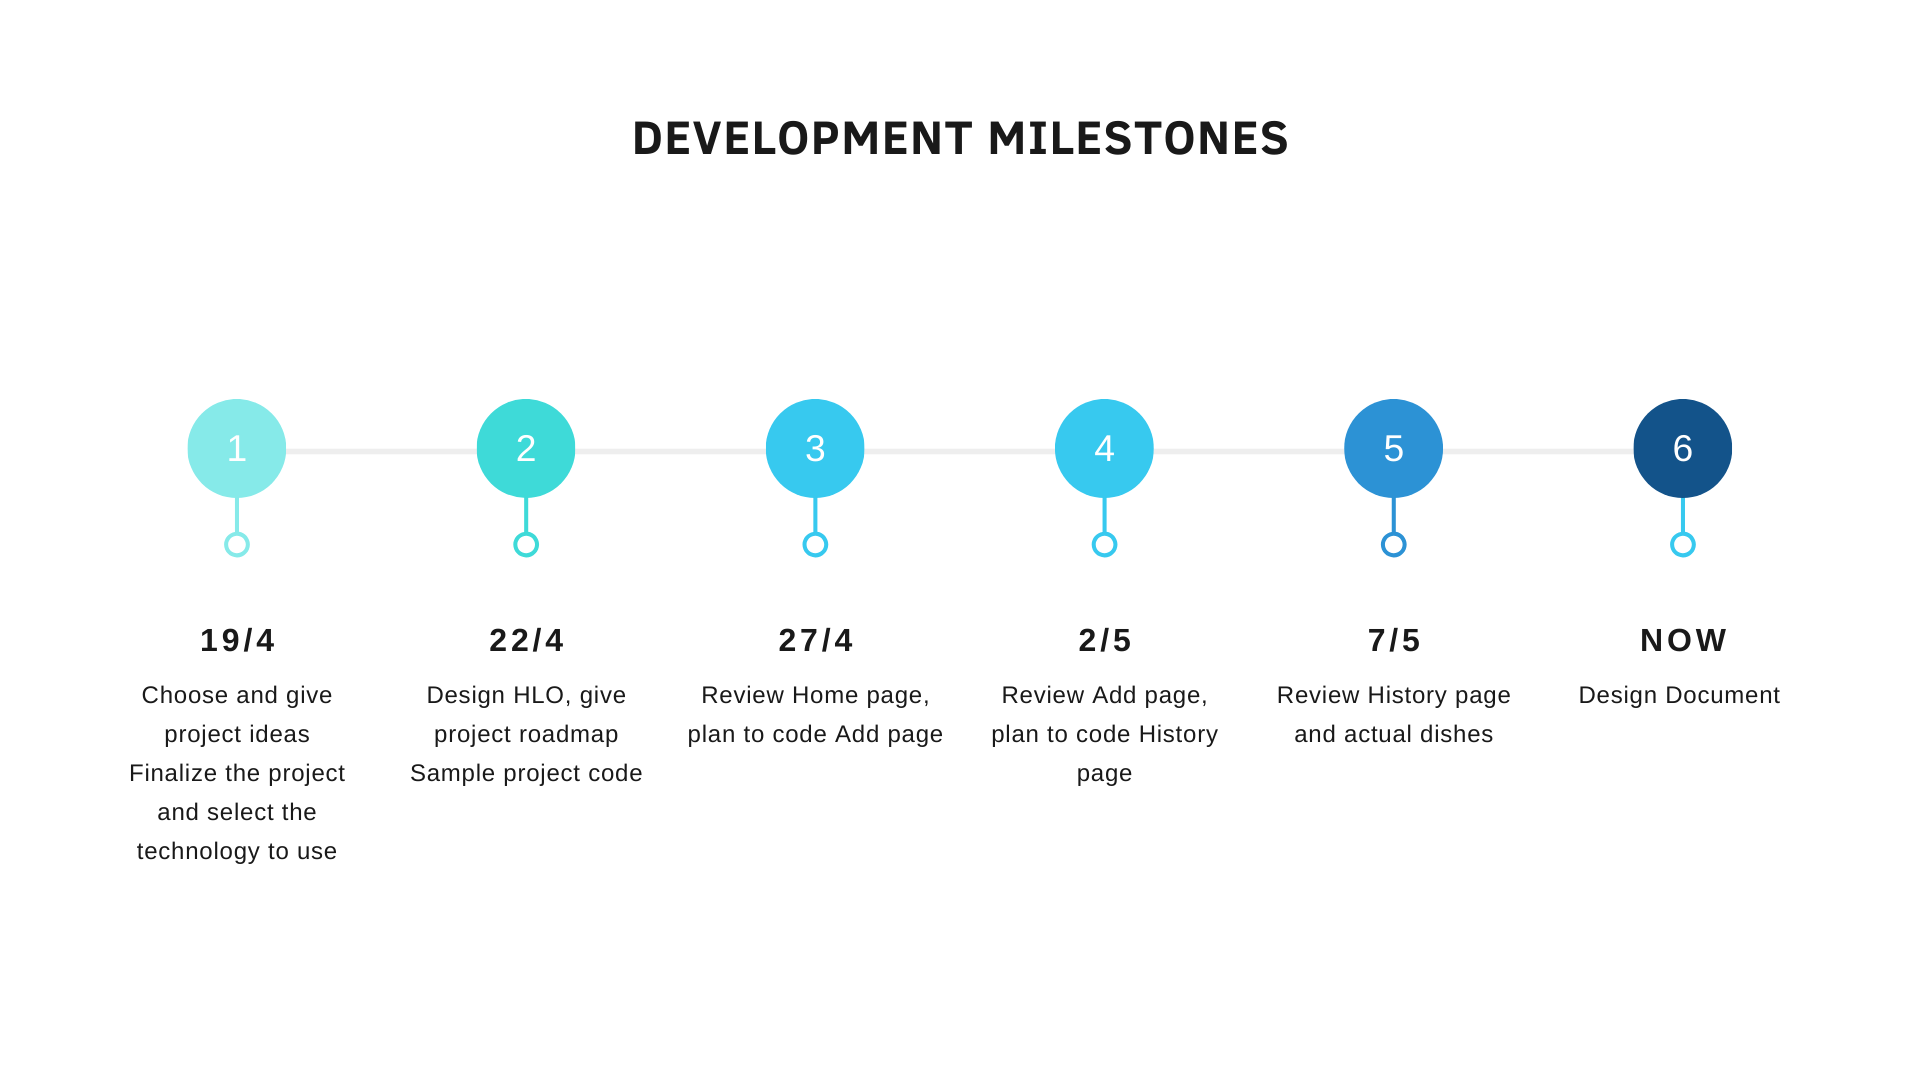 DEVELOPMENT MILESTONES
1
2
3
4
5
6
19/4
Choose and give
project ideas
Finalize the project
and select the
technology to use
22/4
Design HLO, give
project roadmap
Sample project code
27/4
Review Home page,
plan to code Add page
2/5
Review Add page,
plan to code History
page
7/5
Review History page
and actual dishes
NOW
Design Document